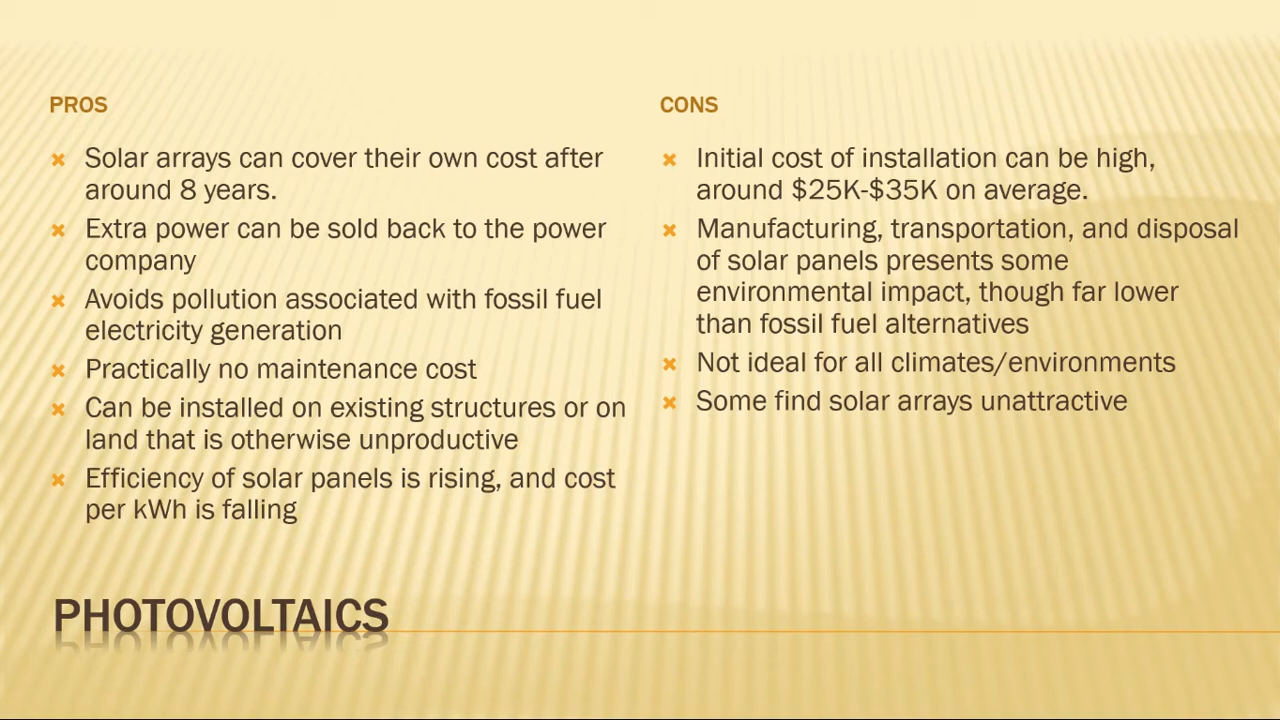 PROS
Solar arrays can cover their own cost after
around 8 years.
Extra power can be sold back to the power
company
Avoids pollution associated with fossil fuel
electricity generation
Practically no maintenance cost
Can be installed on existing structures or on
land that is otherwise unproductive
Efficiency of solar panels is rising, and cost
per kWh is falling
CONS
Initial cost of installation can be high,
around $25K-$35K on average.
Manufacturing, transportation, and disposal
of solar panels presents some
environmental impact, though far lower
than fossil fuel alternatives
Not ideal for all climates/environments
Some find solar arrays unattractive
PHOTOVOLTAICS